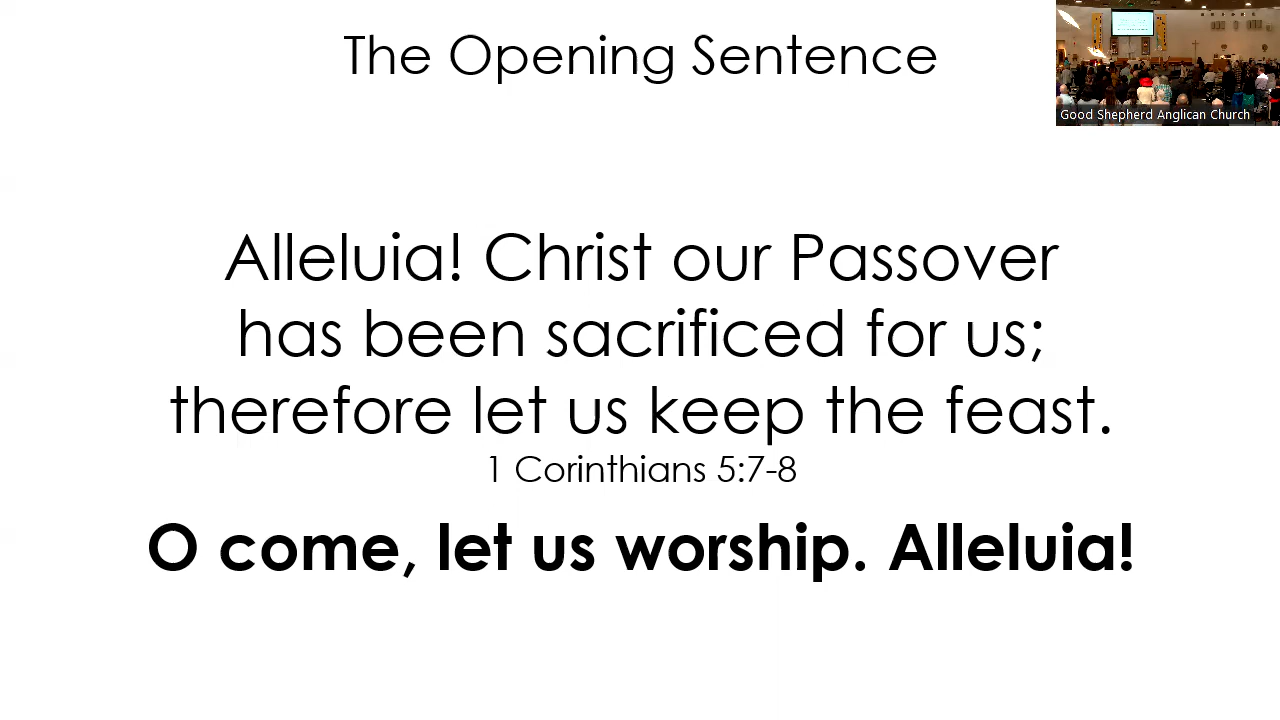 The Opening Sentence
Good Shepherd Anglican Church
Alleluia! Christ our Passover
has been sacrificed for us;
therefore let us keep the feast.
1 Corinthians 5:7-8
O come, let us worship. Alleluia!